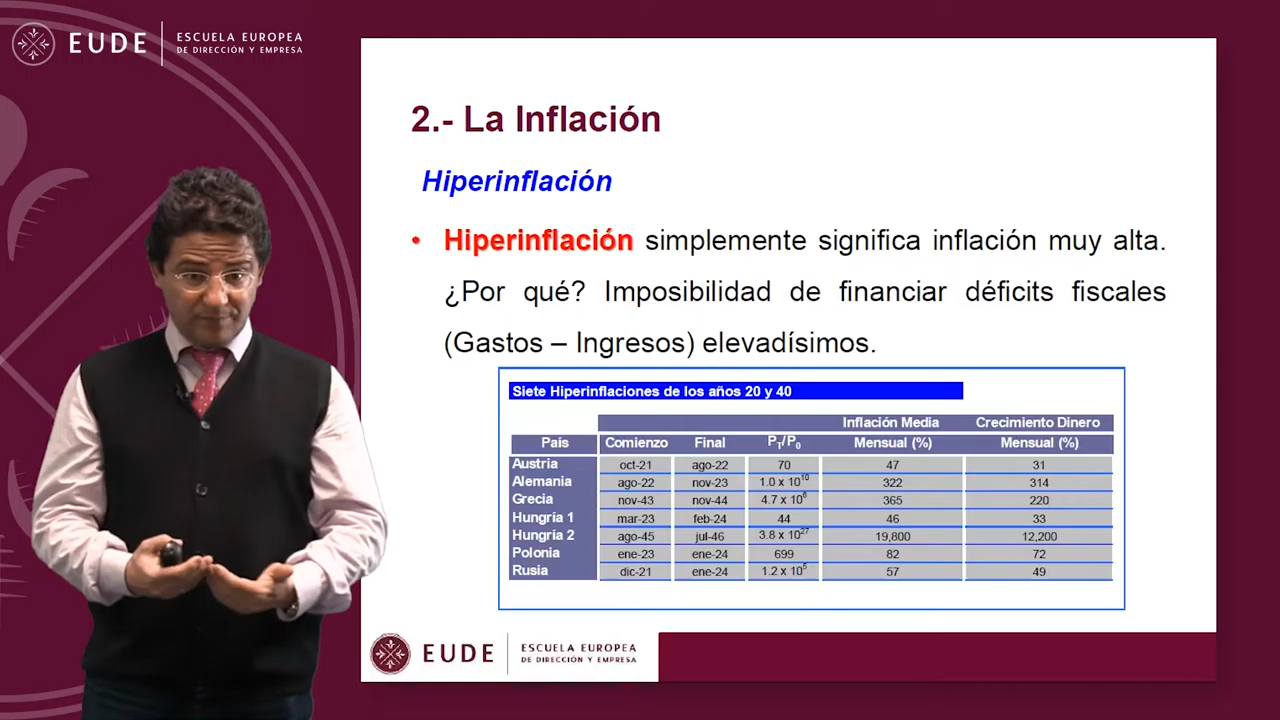 EUDE
ESCUELA EUROPEA
DE DIRECCIÓN Y EMPRESA
2.- La Inflación
Hiperinflación
• Hiperinflación simplemente significa inflación muy alta.
¿Por qué? Imposibilidad de financiar déficits fiscales
(Gastos – Ingresos) elevadísimos.
Siete Hiperinflaciones de los años 20 y 40
Inflación Media Crecimiento Dinero
País Comienzo Final P_T/P_0 Mensual (%) Mensual (%)
Austria oct-21 ago-22 70 47 31
Alemania ago-22 nov-23 1.0 x 10^10 322 314
Grecia nov-43 nov-44 4.7 x 10^6 365 220
Hungría 1 mar-23 feb-24 44 46 33
Hungría 2 ago-45 jul-46 3.8 x 10^27 19,800 12,200
Polonia ene-23 ene-24 699 82 72
Rusia dic-21 ene-24 1.2 x 10^5 57 49
EUDE
ESCUELA EUROPEA
DE DIRECCIÓN Y EMPRESA